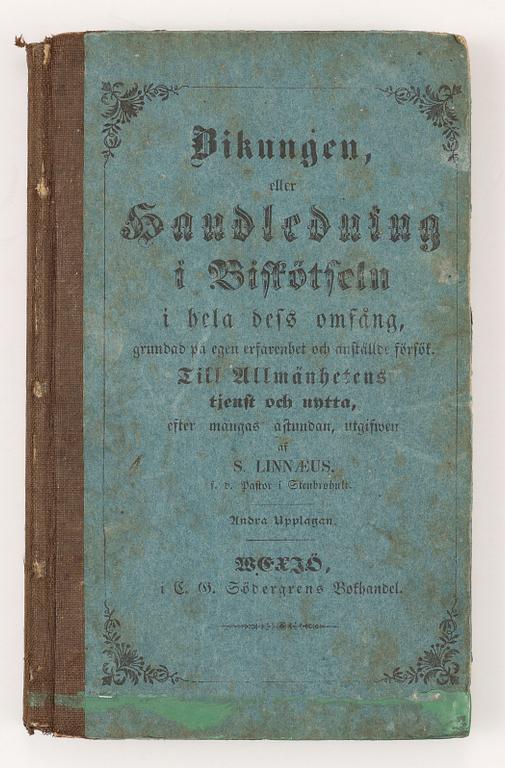 Bikungen,
eller
Handledning
i Biskötseln
i hela dess omfång,
grundad på egen erfarenhet och anställde försök.
Till Allmänhetens
tjenst och nytta,
efter mångas åstundan, utgifwen
af
S. LINNÆUS.
f. d. Pastor i Stenbrohult.
Andra Upplagan.
WEXJÖ,
i C. G. Södergrens Bokhandel.